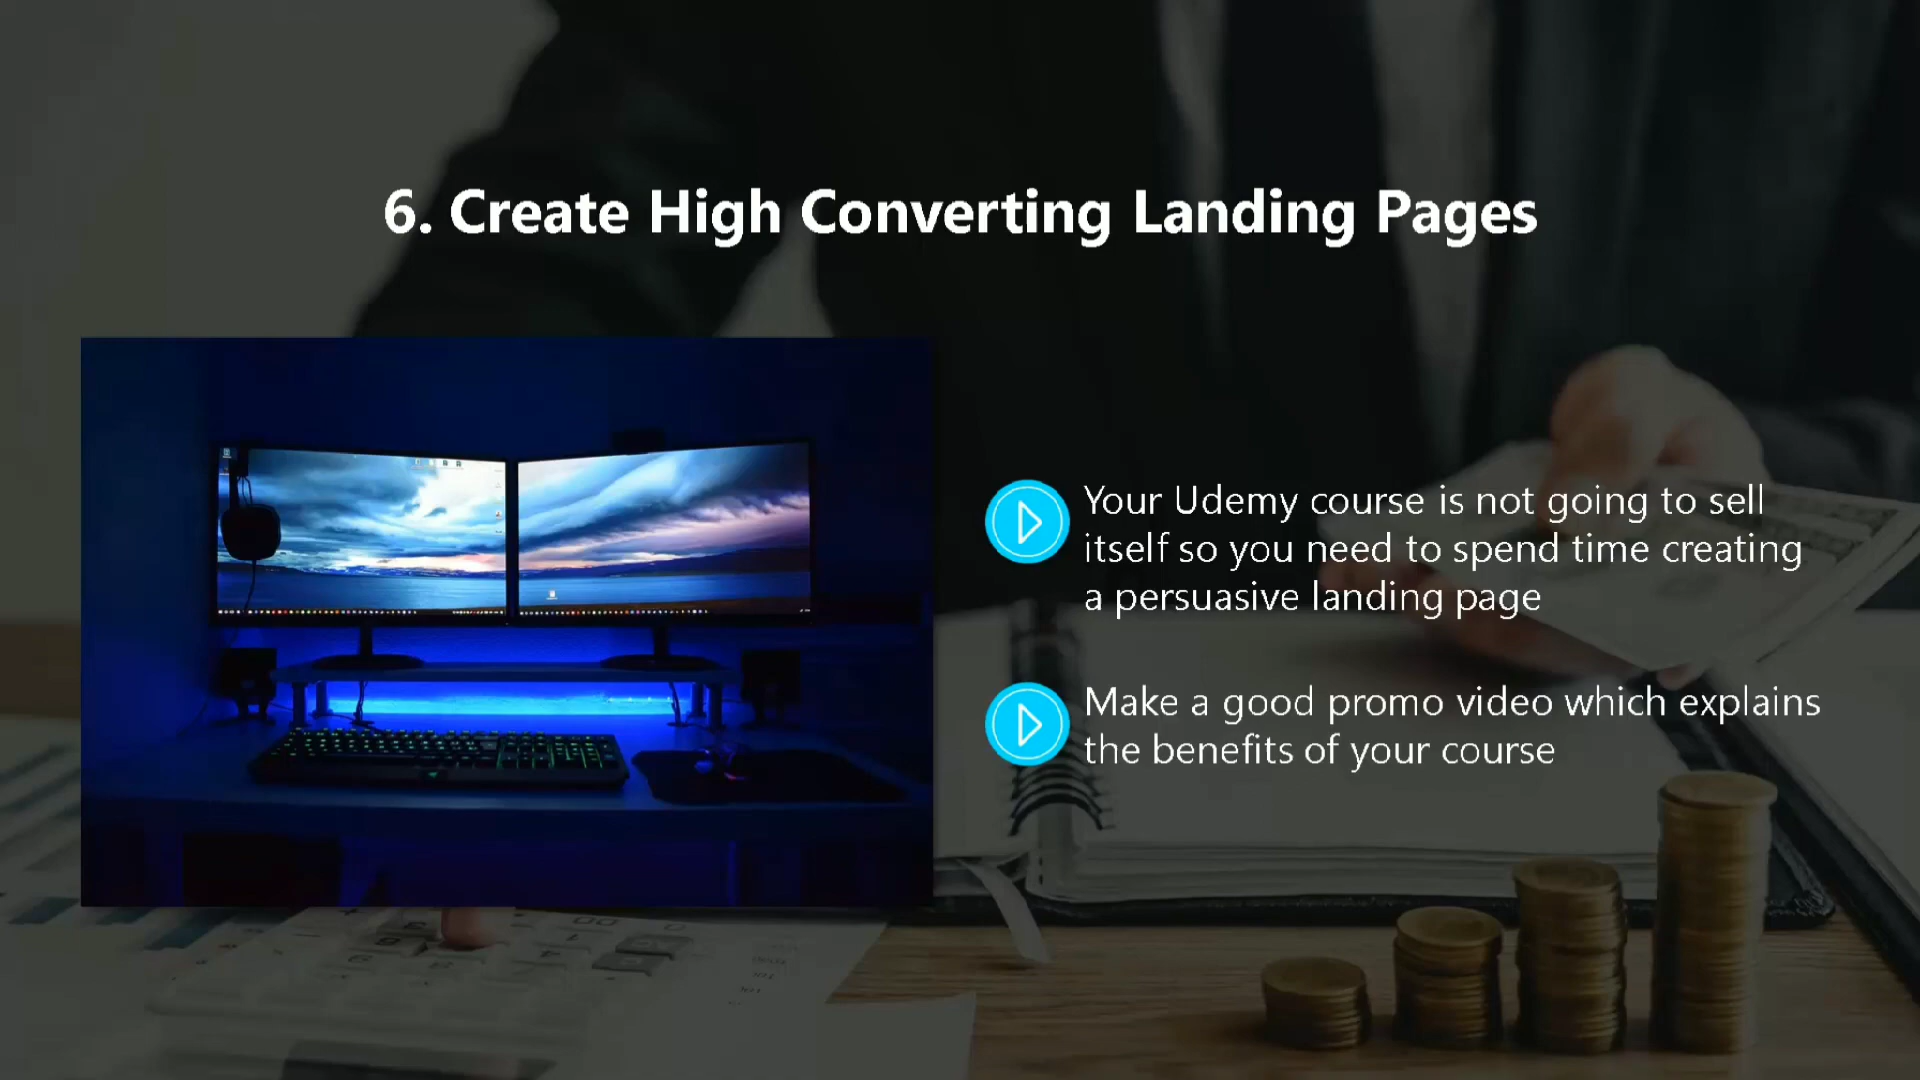 6. Create High Converting Landing Pages
Your Udemy course is not going to sell
itself so you need to spend time creating
a persuasive landing page
Make a good promo video which explains
the benefits of your course